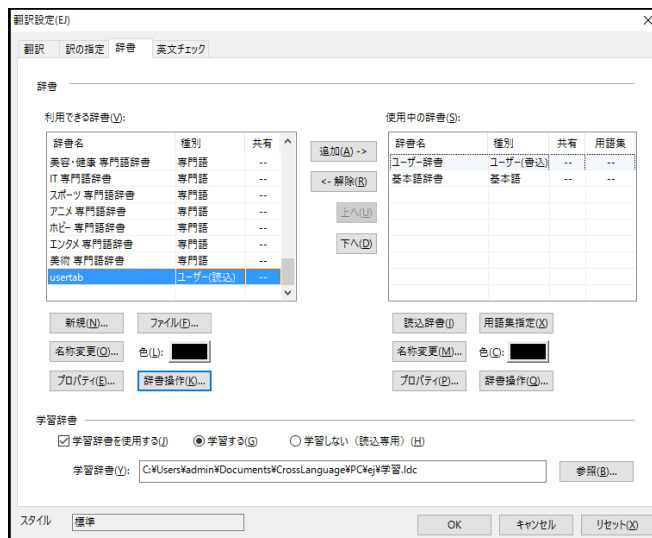 翻訳設定(EJ)
翻訳 訳の指定 辞書 英文チェック
辞書
利用できる辞書(V):
辞書名 種別 共有
美容・健康 専門語辞書 専門語 --
IT 専門語辞書 専門語 --
スポーツ 専門語辞書 専門語 --
アニメ 専門語辞書 専門語 --
ホビー 専門語辞書 専門語 --
エンタメ 専門語辞書 専門語 --
美術 専門語辞書 専門語 --
usertab ユーザー(読込) --
追加(A) ->
<- 解除(R)
上へ(U)
下へ(D)
使用中の辞書(S):
辞書名 種別 共有 用語集
ユーザー辞書 ユーザー(書込) -- --
基本語辞書 基本語 -- --
新規(N)... ファイル(F)...
名称変更(O)... 色(L):
プロパティ(E)... 辞書操作(K)...
読込辞書(I) 用語集指定(X)
名称変更(M)... 色(C):
プロパティ(P)... 辞書操作(Q)...
学習辞書
学習辞書を使用する(J) 学習する(G) 学習しない（読込専用）(H)
学習辞書(Y): C:¥Users¥admin¥Documents¥CrossLanguage¥PC¥ej¥学習.ldc 参照(B)...
スタイル 標準 OK キャンセル リセット(X)